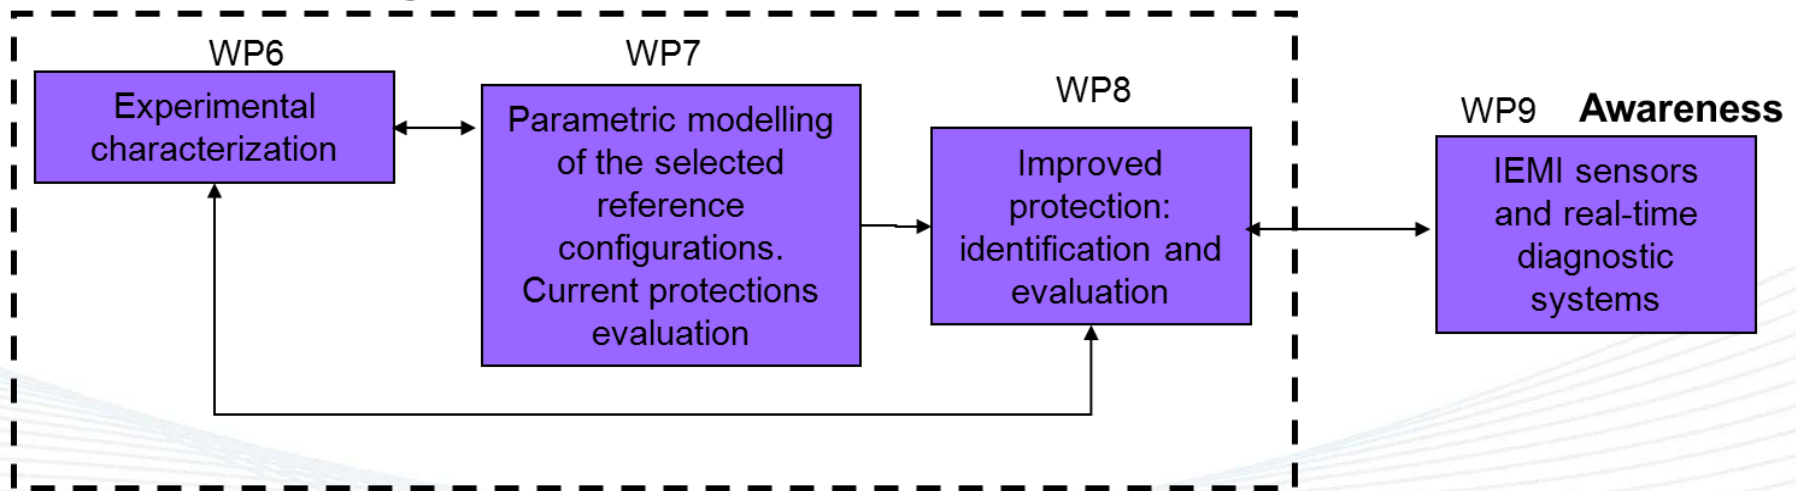 WP6
Experimental
characterization
WP7
Parametric modelling
of the selected
reference
configurations.
Current protections
evaluation
WP8
Improved
protection:
identification and
evaluation
WP9 Awareness
IEMI sensors
and real-time
diagnostic
systems